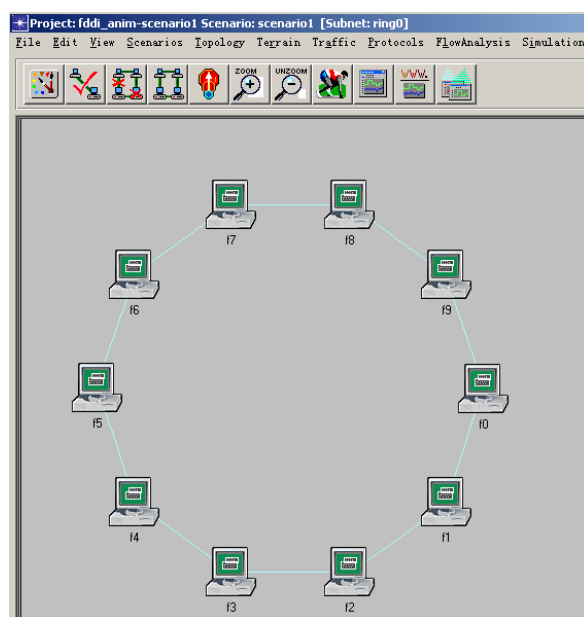 Project: fddi_anim-scenario1 Scenario: scenario1 [Subnet: ring0]
File Edit View Scenarios Topology Terrain Traffic Protocols FlowAnalysis Simulation
ZOOM UNZOOM WWW.
f7 f8
f6 f9
f5 f0
f4 f1
f3 f2